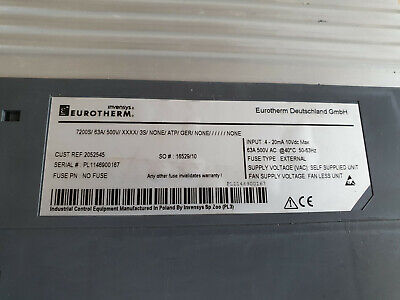 invensys
EUROTHERM
Eurotherm Deutschland GmbH
7200S/ 63A/ 500V/ XXXX/ 3S/ NONE/ ATP/ GER/ NONE/ / / / / / NONE
INPUT 4 - 20mA 10Vdc Max
63A 500V AC @40°C 50-63Hz
FUSE TYPE : EXTERNAL
SUPPLY VOLTAGE (VAC): SELF SUPPLIED UNIT
FAN SUPPLY VOLTAGE: FAN LESS UNIT
CUST REF 2052545
SO # : 16529/10
SERIAL # : PL1146900167
FUSE PN : NO FUSE
Any other fuse invalidates warranty !
PL1146900167
Industrial Control Equipment Manufactured In Poland By Invensys Sp Zoo (PL3)